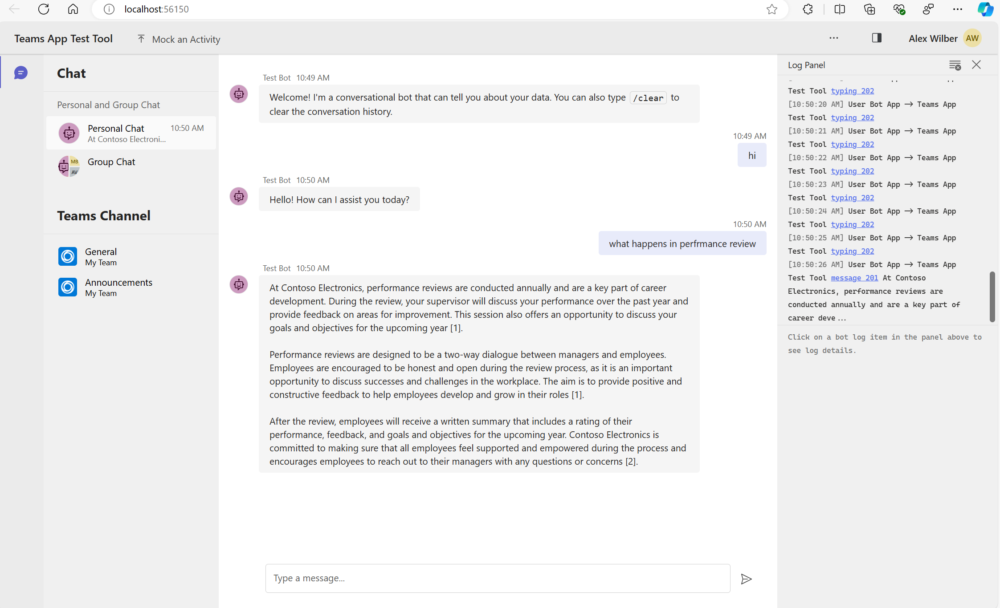 localhost:56150
Teams App Test Tool
Mock an Activity
Alex Wilber
AW
Chat
Personal and Group Chat
Personal Chat
10:50 AM
At Contoso Electroni...
MB
AV
Group Chat
Teams Channel
General
My Team
Announcements
My Team
Test Bot 10:49 AM
Welcome! I'm a conversational bot that can tell you about your data. You can also type /clear to
clear the conversation history.
10:49 AM
hi
Test Bot 10:50 AM
Hello! How can I assist you today?
10:50 AM
what happens in perfrmance review
Test Bot 10:50 AM
At Contoso Electronics, performance reviews are conducted annually and are a key part of career
development. During the review, your supervisor will discuss your performance over the past year and
provide feedback on areas for improvement. This session also offers an opportunity to discuss your
goals and objectives for the upcoming year [1].
Performance reviews are designed to be a two-way dialogue between managers and employees.
Employees are encouraged to be honest and open during the review process, as it is an important
opportunity to discuss successes and challenges in the workplace. The aim is to provide positive and
constructive feedback to help employees develop and grow in their roles [1].
After the review, employees will receive a written summary that includes a rating of their
performance, feedback, and goals and objectives for the upcoming year. Contoso Electronics is
committed to making sure that all employees feel supported and empowered during the process and
encourages employees to reach out to their managers with any questions or concerns [2].
Type a message...
Log Panel
Test Tool typing 202
[10:50:20 AM] User Bot App → Teams App
Test Tool typing 202
[10:50:21 AM] User Bot App → Teams App
Test Tool typing 202
[10:50:22 AM] User Bot App → Teams App
Test Tool typing 202
[10:50:23 AM] User Bot App → Teams App
Test Tool typing 202
[10:50:24 AM] User Bot App → Teams App
Test Tool typing 202
[10:50:25 AM] User Bot App → Teams App
Test Tool typing 202
[10:50:26 AM] User Bot App → Teams App
Test Tool message 201 At Contoso
Electronics, performance reviews are
conducted annually and are a key part of
career deve...
Click on a bot log item in the panel above to
see log details.